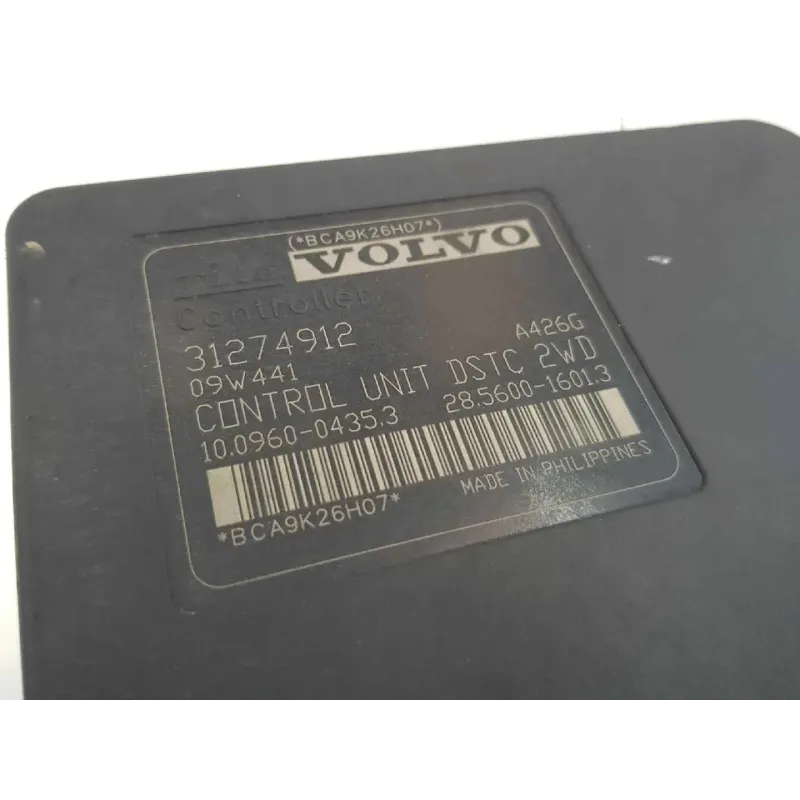 (*BCA9K26H07*)
VOLVO
Controller
31274912 A426G
09W441
CONTROL UNIT DSTC 2WD
10.0960-0435.3 28.5600-1601.3
MADE IN PHILIPPINES
*BCA9K26H07*